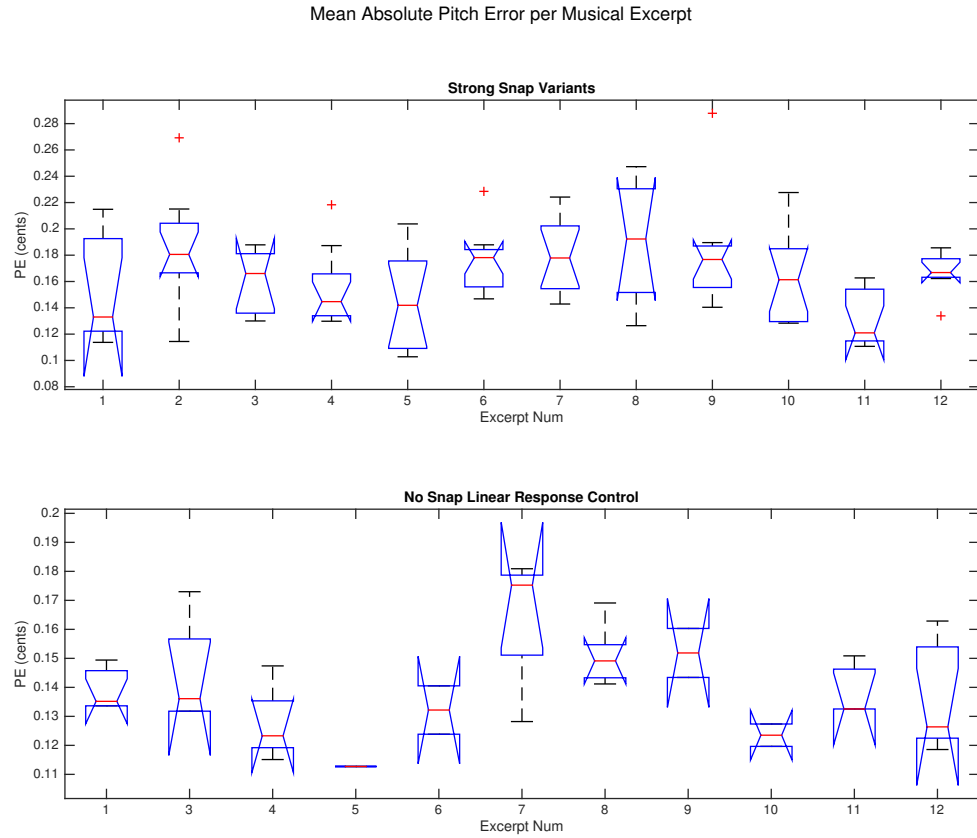 Mean Absolute Pitch Error per Musical Excerpt
Strong Snap Variants
PE (cents)
0.28
0.26
0.24
0.22
0.2
0.18
0.16
0.14
0.12
0.1
0.08
1 2 3 4 5 6 7 8 9 10 11 12
Excerpt Num
No Snap Linear Response Control
PE (cents)
0.2
0.19
0.18
0.17
0.16
0.15
0.14
0.13
0.12
0.11
1 3 4 5 6 7 8 9 10 11 12
Excerpt Num